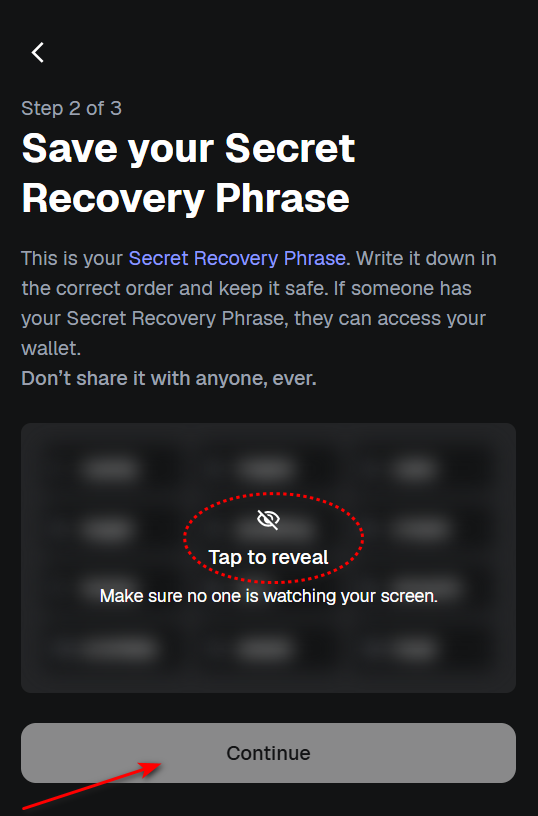 Step 2 of 3
Save your Secret
Recovery Phrase
This is your Secret Recovery Phrase. Write it down in
the correct order and keep it safe. If someone has
your Secret Recovery Phrase, they can access your
wallet.
Don’t share it with anyone, ever.
Tap to reveal
Make sure no one is watching your screen.
Continue